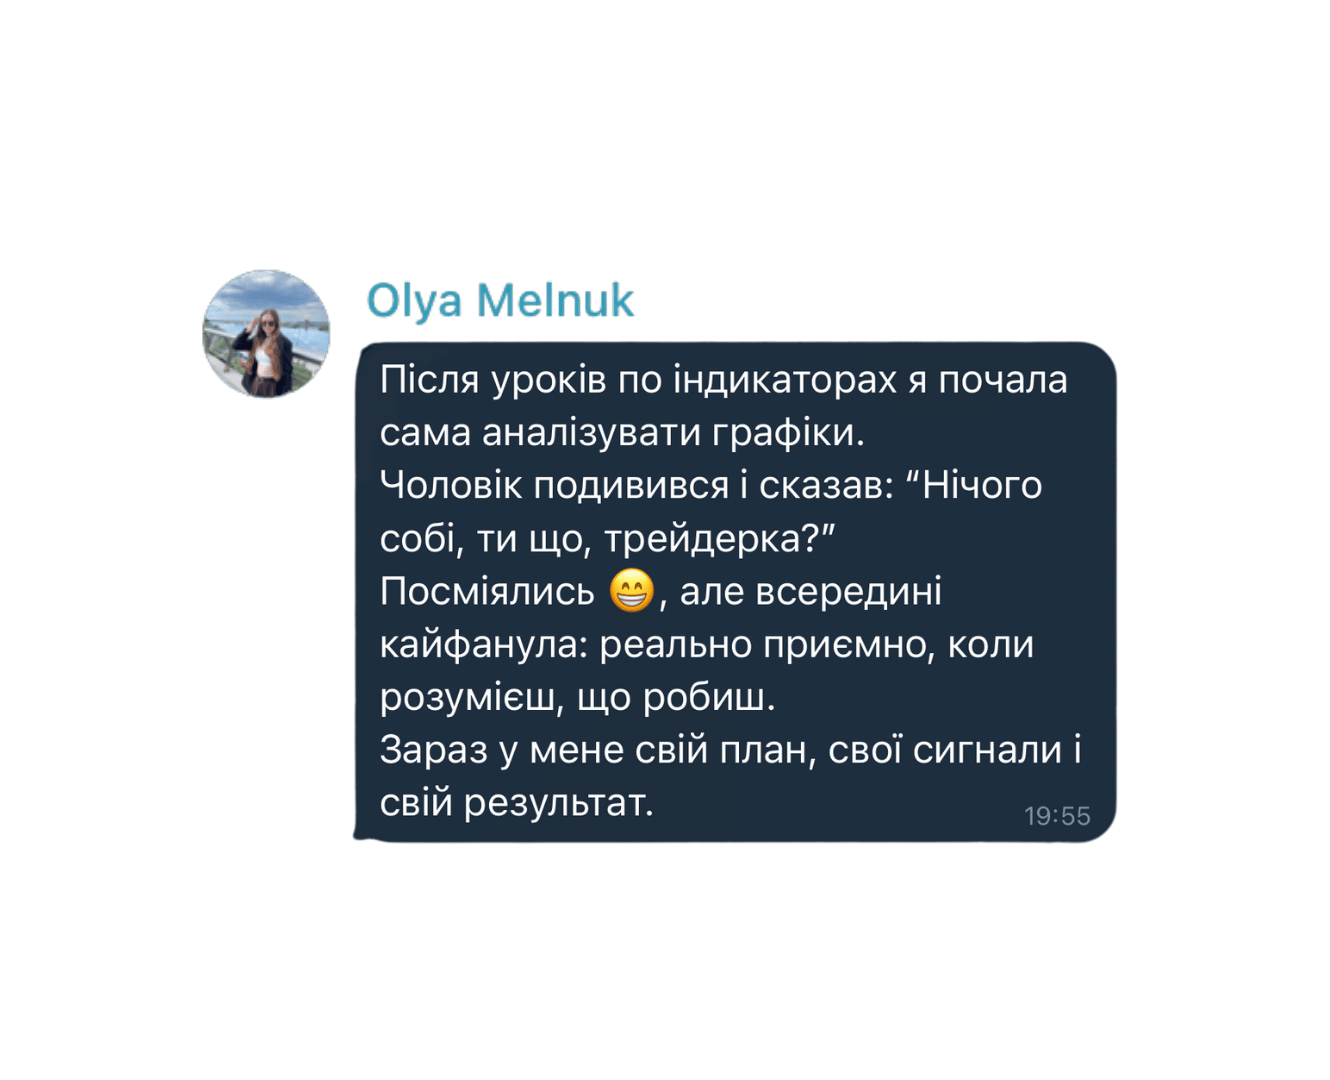 Olya Melnuk
Після уроків по індикаторах я почала
сама аналізувати графіки.
Чоловік подивився і сказав: “Нічого
собі, ти що, трейдерка?”
Посміялись 😁, але всередині
кайфанула: реально приємно, коли
розумієш, що робиш.
Зараз у мене свій план, свої сигнали і
свій результат.
19:55